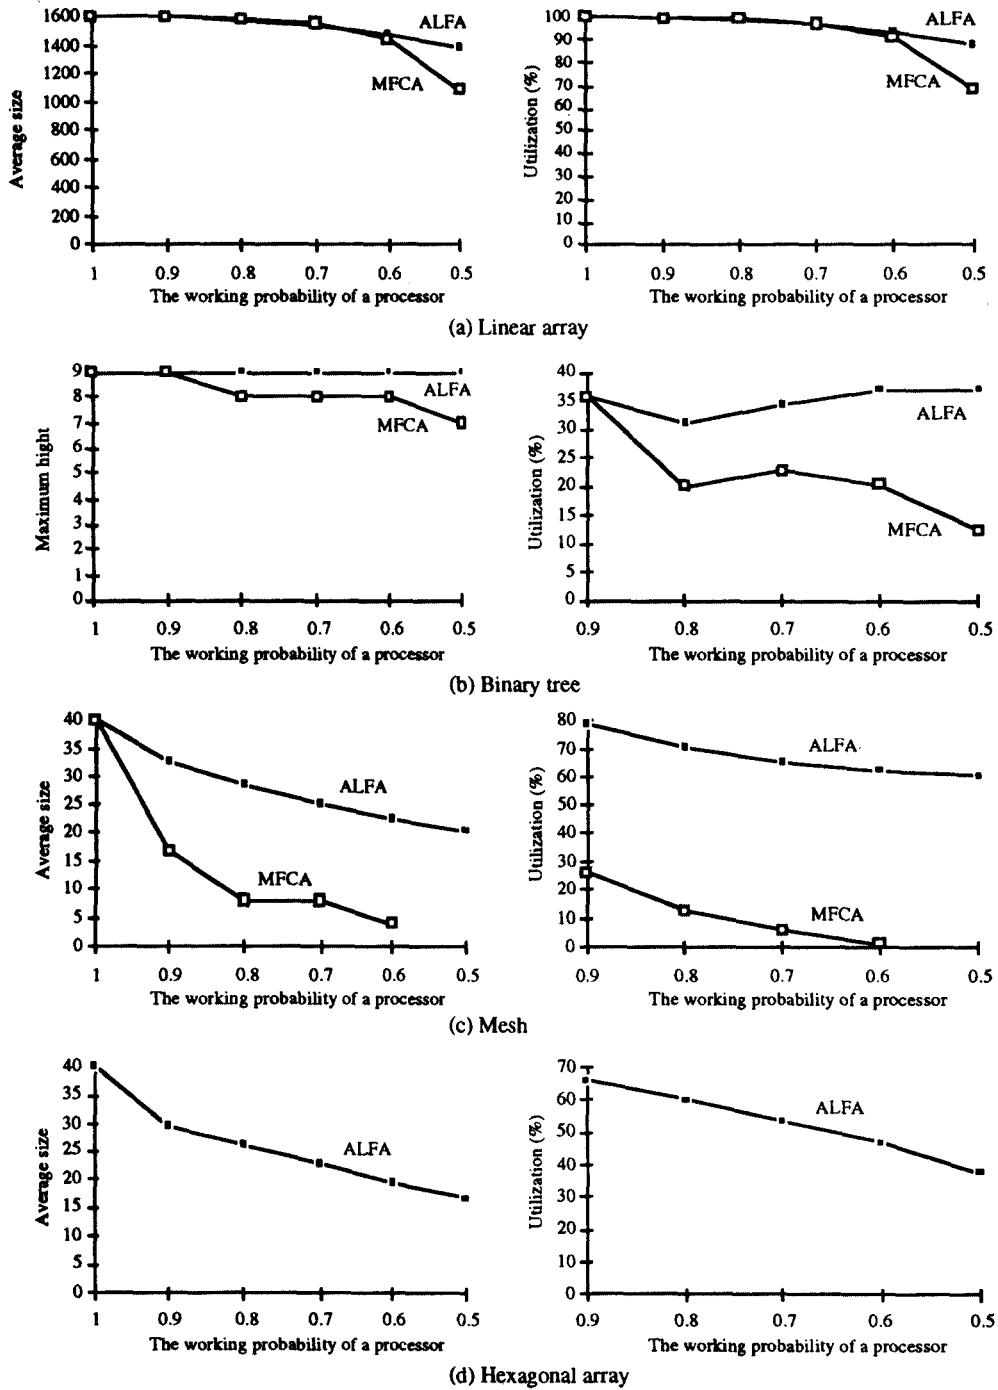 1600
1400
1200
1000
800
600
400
200
0
Average size
ALFA
MFCA
1 0.9 0.8 0.7 0.6 0.5
The working probability of a processor
100
90
80
70
60
50
40
30
20
10
0
Utilization (%)
ALFA
MFCA
1 0.9 0.8 0.7 0.6 0.5
The working probability of a processor
(a) Linear array
9
8
7
6
5
4
3
2
1
0
Maximum hight
ALFA
MFCA
1 0.9 0.8 0.7 0.6 0.5
The working probability of a processor
40
35
30
25
20
15
10
5
0
Utilization (%)
ALFA
MFCA
0.9 0.8 0.7 0.6 0.5
The working probability of a processor
(b) Binary tree
40
35
30
25
20
15
10
5
0
Average size
ALFA
MFCA
1 0.9 0.8 0.7 0.6 0.5
The working probability of a processor
80
70
60
50
40
30
20
10
0
Utilization (%)
ALFA
MFCA
0.9 0.8 0.7 0.6 0.5
The working probability of a processor
(c) Mesh
40
35
30
25
20
15
10
5
0
Average size
ALFA
1 0.9 0.8 0.7 0.6 0.5
The working probability of a processor
70
60
50
40
30
20
10
0
Utilization (%)
ALFA
0.9 0.8 0.7 0.6 0.5
The working probability of a processor
(d) Hexagonal array